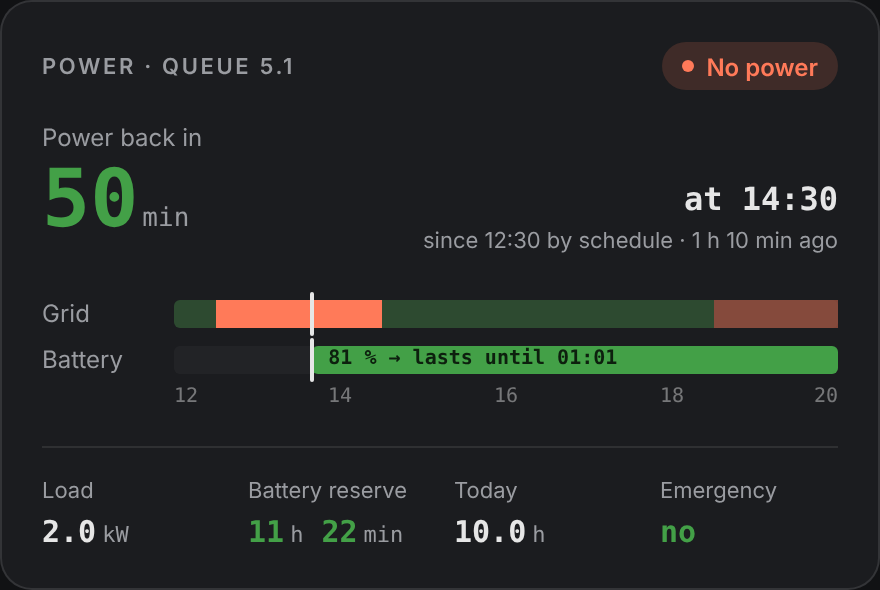 POWER · QUEUE 5.1
No power
Power back in
50 min
at 14:30
since 12:30 by schedule · 1 h 10 min ago
Grid
Battery
81 % → lasts until 01:01
12 14 16 18 20
Load Battery reserve Today Emergency
2.0 kW 11 h 22 min 10.0 h no